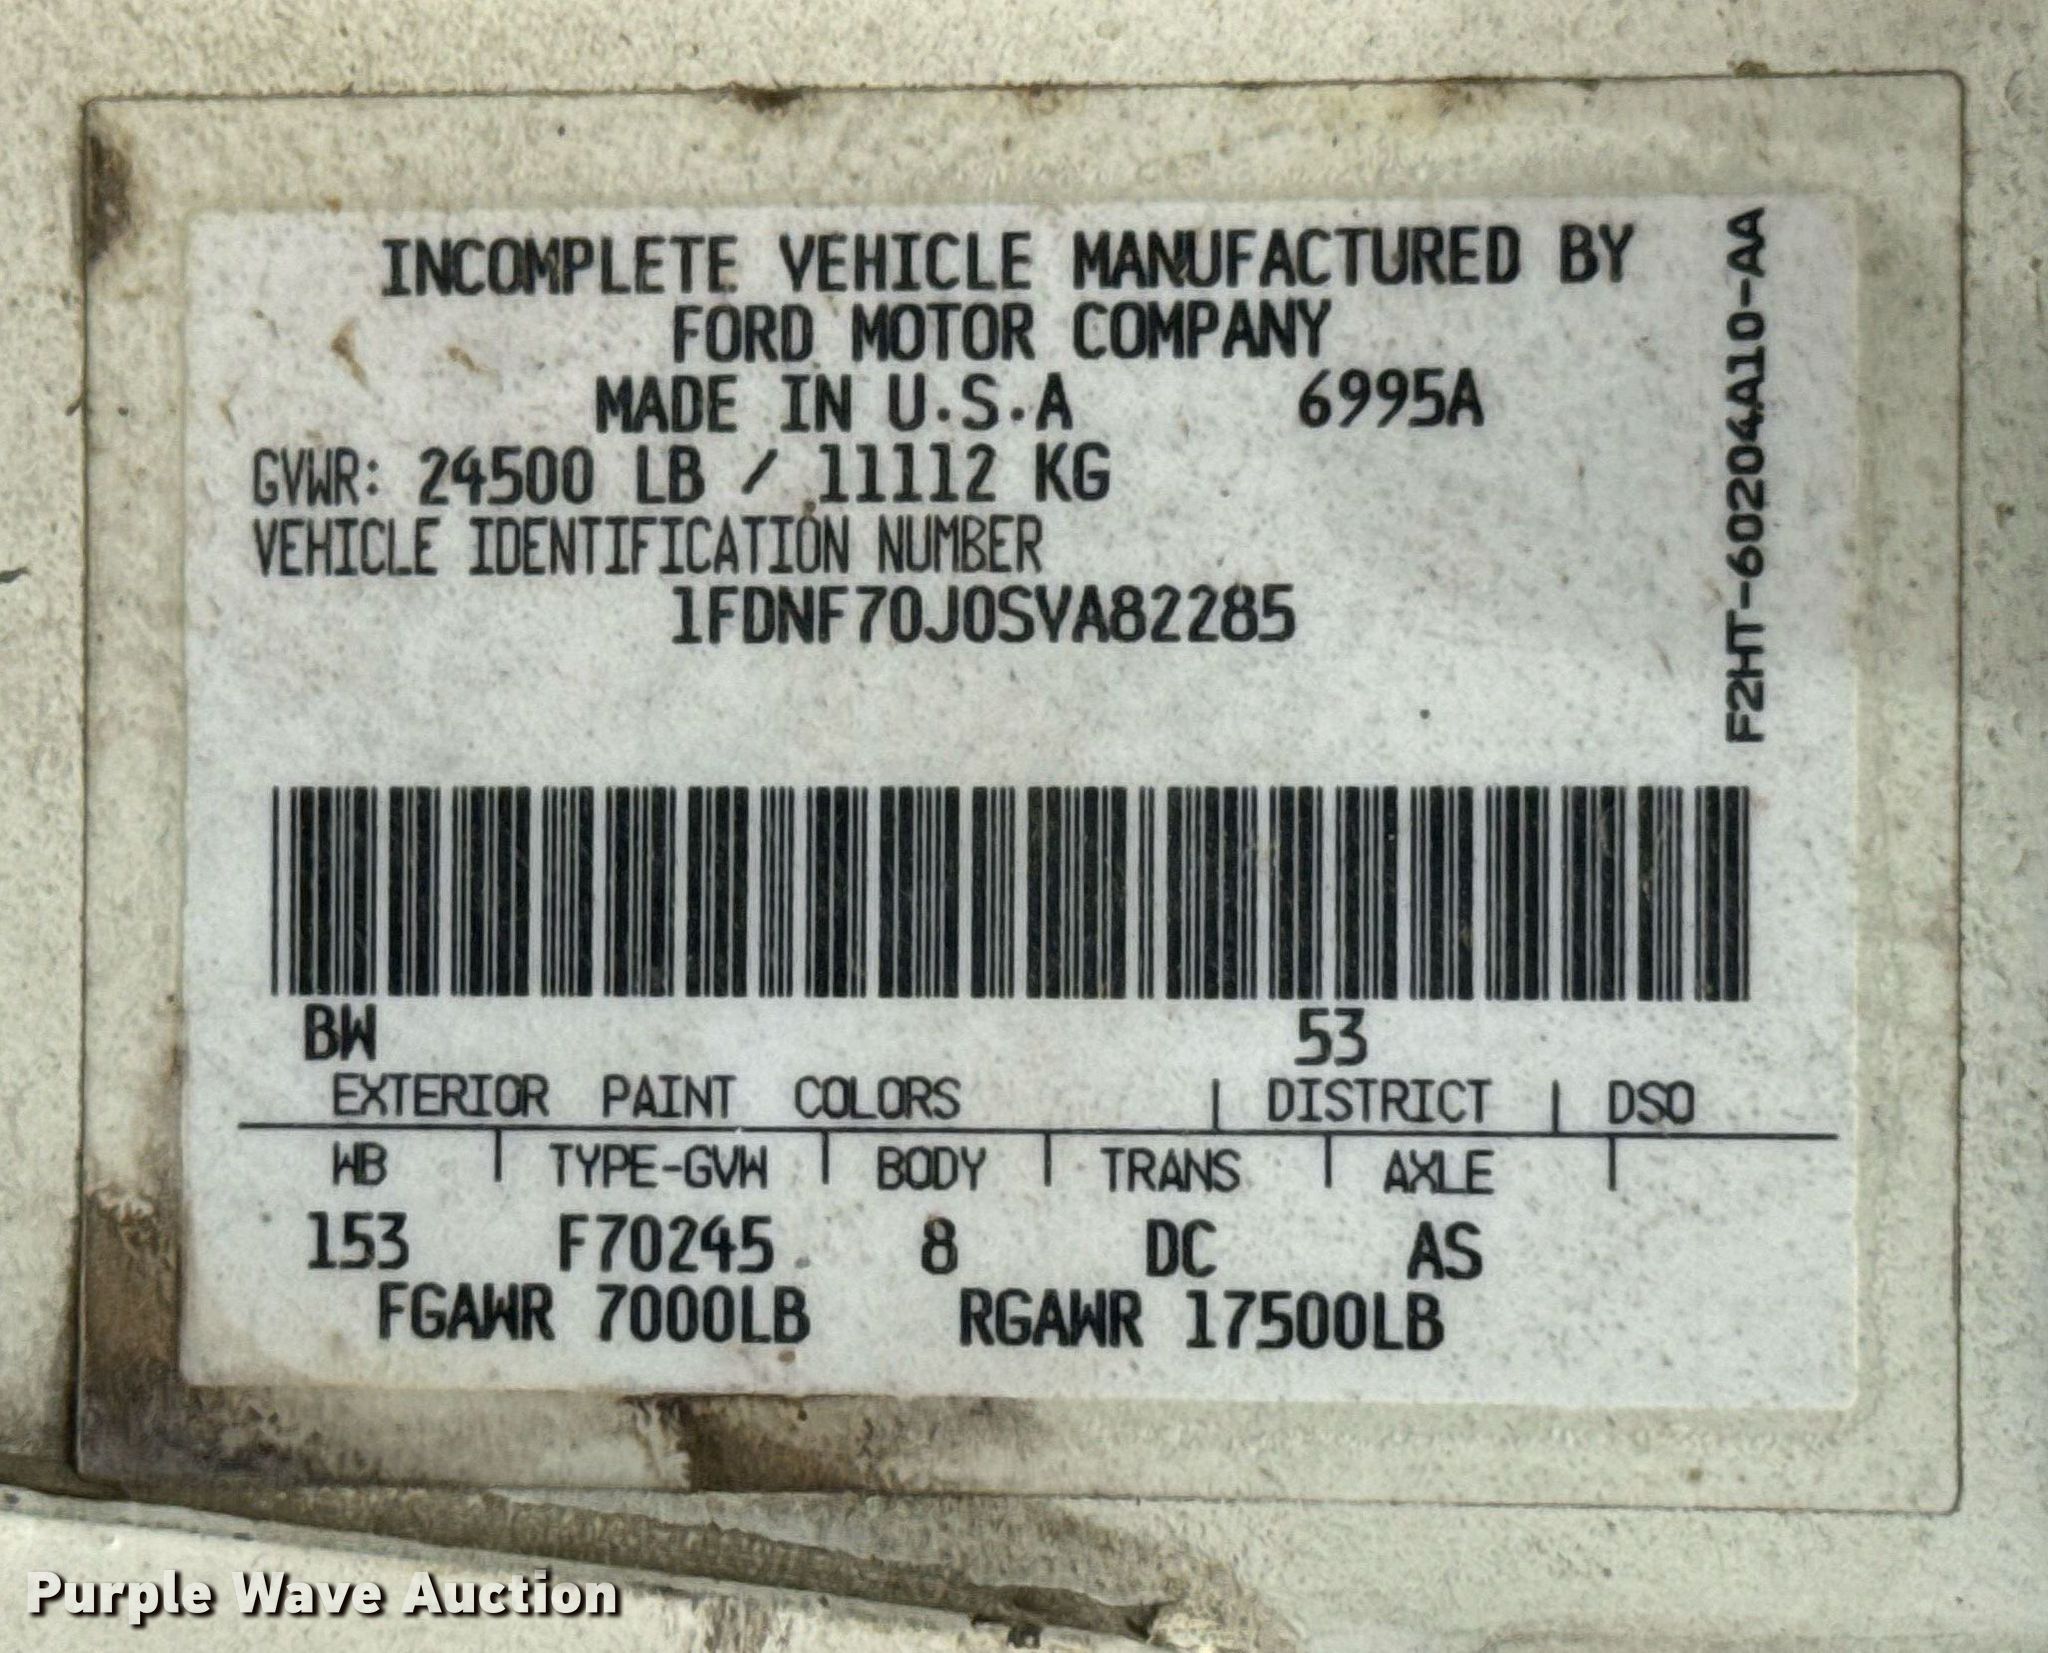 INCOMPLETE VEHICLE MANUFACTURED BY
FORD MOTOR COMPANY
MADE IN U.S.A 6995A
GVWR: 24500 LB / 11112 KG
VEHICLE IDENTIFICATION NUMBER
1FDNF70J0SVA82285
F2HT-60204A10-AA
BW 53
EXTERIOR PAINT COLORS | DISTRICT | DSO
WB | TYPE-GVW | BODY | TRANS | AXLE |
153 F70245 8 DC AS
FGAWR 7000LB RGAWR 17500LB
Purple Wave Auction